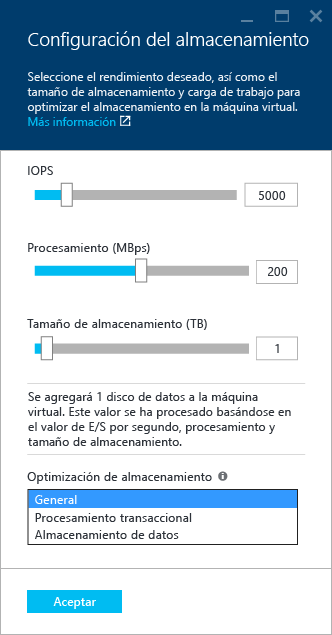 Configuración del almacenamiento
Seleccione el rendimiento deseado, así como el
tamaño de almacenamiento y carga de trabajo para
optimizar el almacenamiento en la máquina virtual.
Más información
IOPS
5000
Procesamiento (MBps)
200
Tamaño de almacenamiento (TB)
1
Se agregará 1 disco de datos a la máquina
virtual. Este valor se ha procesado basándose en
el valor de E/S por segundo, procesamiento y
tamaño de almacenamiento.
Optimización de almacenamiento
General
Procesamiento transaccional
Almacenamiento de datos
Aceptar